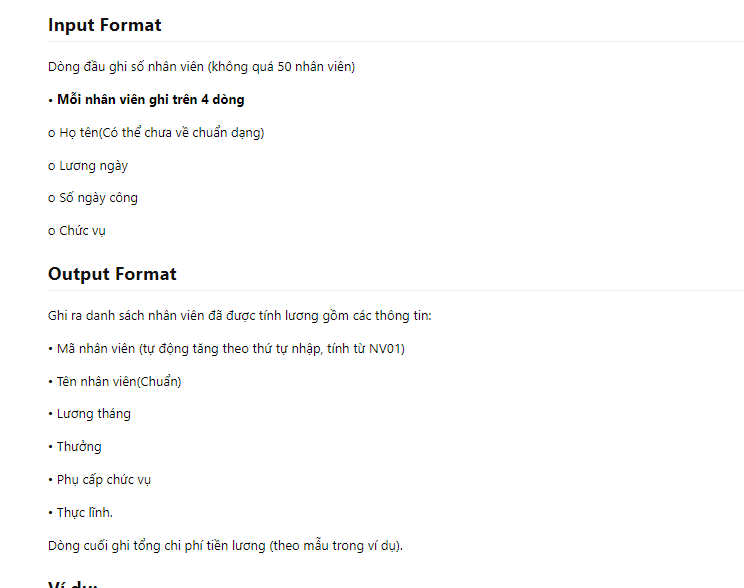 Input Format
Dòng đầu ghi số nhân viên (không quá 50 nhân viên)
• Mỗi nhân viên ghi trên 4 dòng
o Họ tên(Có thể chưa về chuẩn dạng)
o Lương ngày
o Số ngày công
o Chức vụ
Output Format
Ghi ra danh sách nhân viên đã được tính lương gồm các thông tin:
• Mã nhân viên (tự động tăng theo thứ tự nhập, tính từ NV01)
• Tên nhân viên(Chuẩn)
• Lương tháng
• Thưởng
• Phụ cấp chức vụ
• Thực lĩnh.
Dòng cuối ghi tổng chi phí tiền lương (theo mẫu trong ví dụ).
Ví dụ: